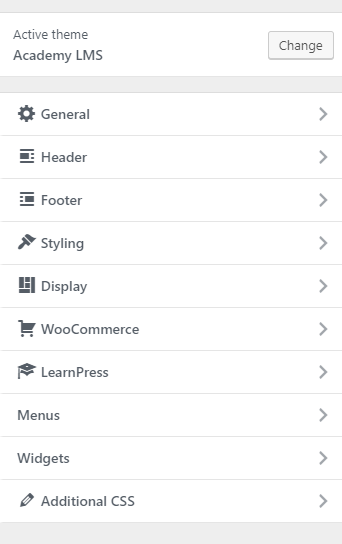 Active theme
Academy LMS
Change
General
Header
Footer
Styling
Display
WooCommerce
LearnPress
Menus
Widgets
Additional CSS